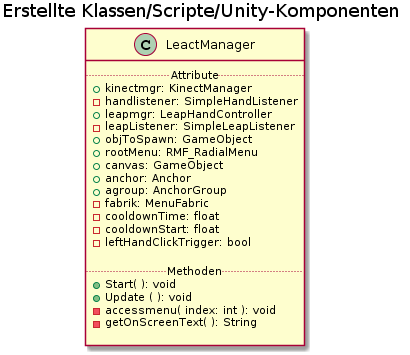 Erstellte Klassen/Scripte/Unity-Komponenten
C LeactManager
Attribute
kinectmgr: KinectManager
handlistener: SimpleHandListener
leapmgr: LeapHandController
leapListener: SimpleLeapListener
objToSpawn: GameObject
rootMenu: RMF_RadialMenu
canvas: GameObject
anchor: Anchor
agroup: AnchorGroup
fabrik: MenuFabric
cooldownTime: float
cooldownStart: float
leftHandClickTrigger: bool
Methoden
Start( ): void
Update ( ): void
accessmenu( index: int ): void
getOnScreenText( ): String